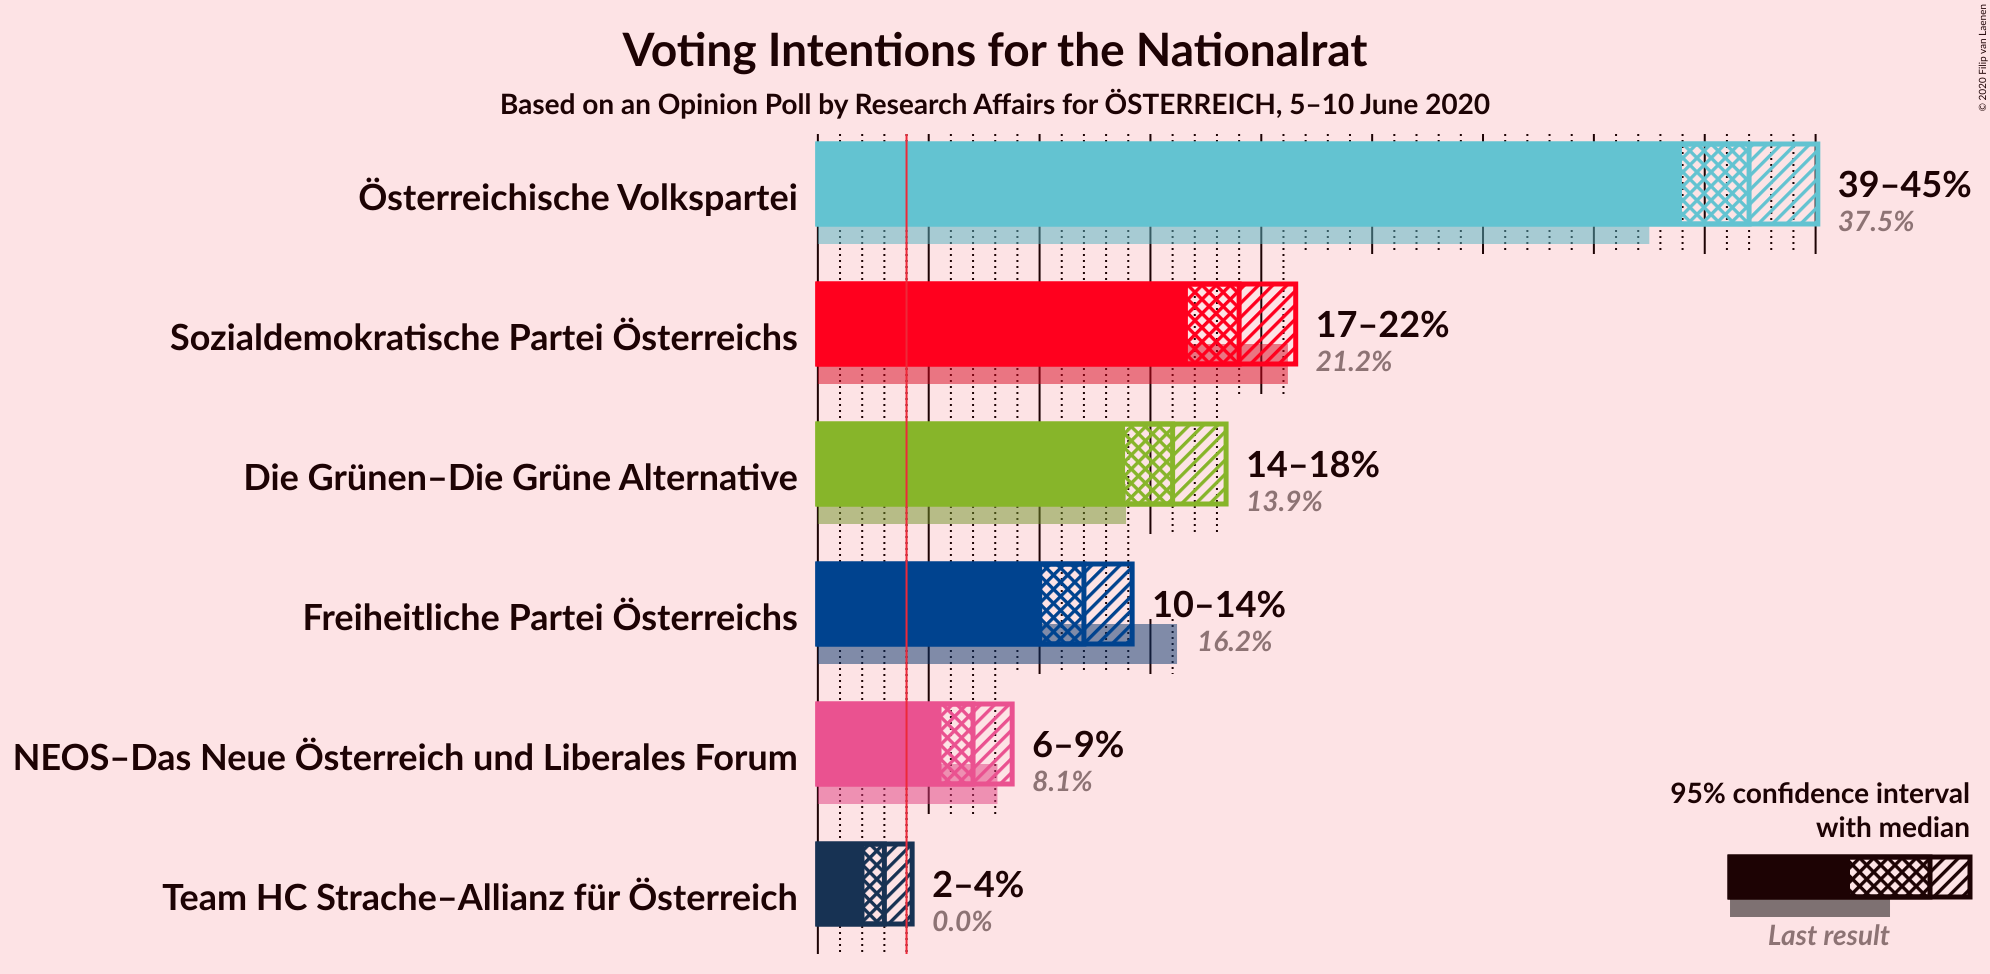 Voting Intentions for the Nationalrat
Based on an Opinion Poll by Research Affairs for ÖSTERREICH, 5–10 June 2020
© 2020 Filip van Laenen
Österreichische Volkspartei
39–45%
37.5%
Sozialdemokratische Partei Österreichs
17–22%
21.2%
Die Grünen–Die Grüne Alternative
14–18%
13.9%
Freiheitliche Partei Österreichs
10–14%
16.2%
NEOS–Das Neue Österreich und Liberales Forum
6–9%
8.1%
Team HC Strache–Allianz für Österreich
2–4%
0.0%
95% confidence interval
with median
Last result